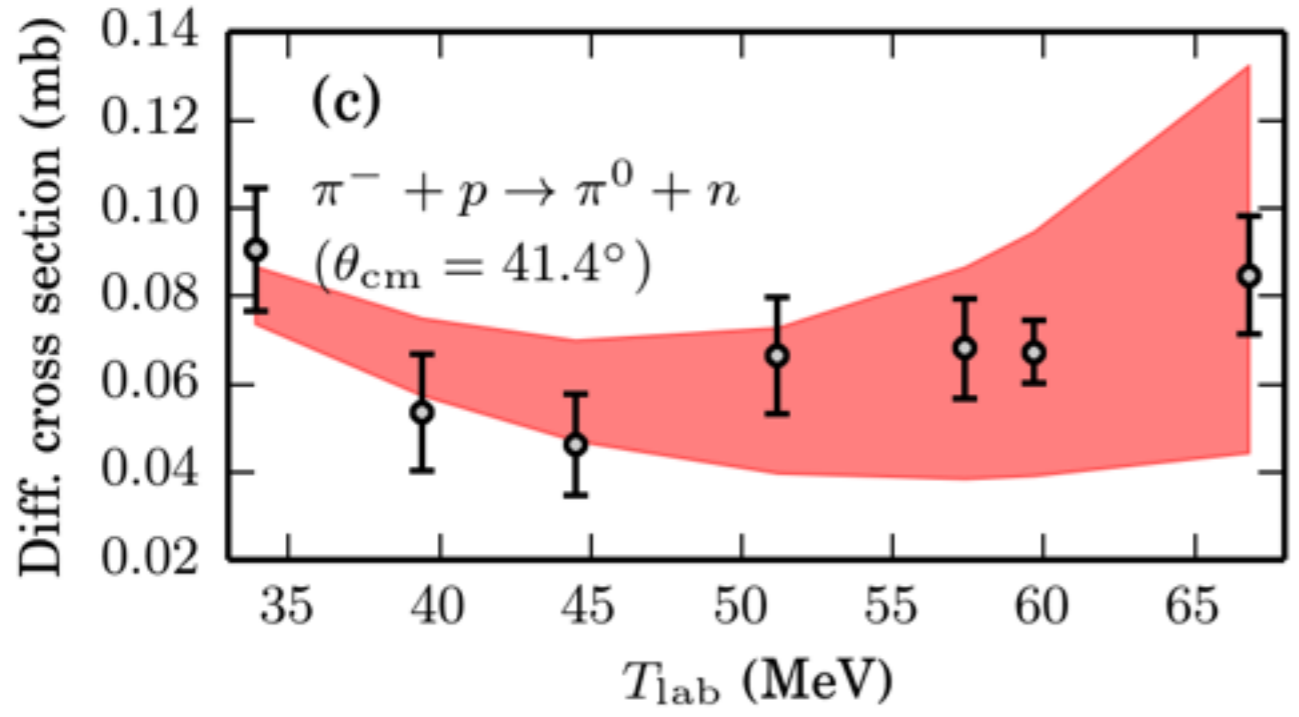 Diff. cross section (mb)
0.14
0.12
0.10
0.08
0.06
0.04
0.02
(c)
π⁻ + p → π⁰ + n
(θcm = 41.4°)
35 40 45 50 55 60 65
Tlab (MeV)